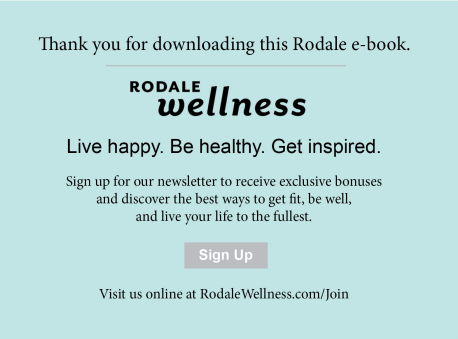 Thank you for downloading this Rodale e-book.
RODALE
wellness
Live happy. Be healthy. Get inspired.
Sign up for our newsletter to receive exclusive bonuses
and discover the best ways to get fit, be well,
and live your life to the fullest.
Sign Up
Visit us online at RodaleWellness.com/Join